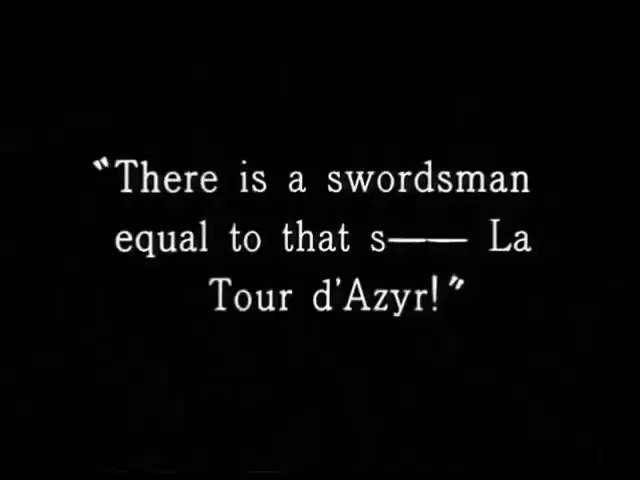 "There is a swordsman
equal to that s—— La
Tour d'Azyr!"